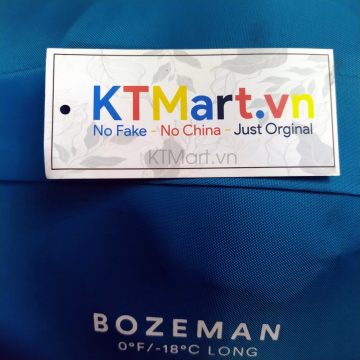 KTMart.vn
No Fake - No China - Just Orginal
KTMart.vn
BOZEMAN
0°F/-18°C LONG